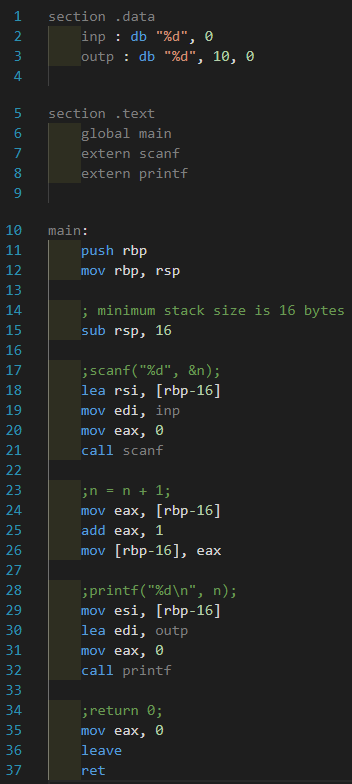 1 section .data
2 inp : db "%d", 0
3 outp : db "%d", 10, 0
4
5 section .text
6 global main
7 extern scanf
8 extern printf
9
10 main:
11 push rbp
12 mov rbp, rsp
13
14 ; minimum stack size is 16 bytes
15 sub rsp, 16
16
17 ;scanf("%d", &n);
18 lea rsi, [rbp-16]
19 mov edi, inp
20 mov eax, 0
21 call scanf
22
23 ;n = n + 1;
24 mov eax, [rbp-16]
25 add eax, 1
26 mov [rbp-16], eax
27
28 ;printf("%d\n", n);
29 mov esi, [rbp-16]
30 lea edi, outp
31 mov eax, 0
32 call printf
33
34 ;return 0;
35 mov eax, 0
36 leave
37 ret